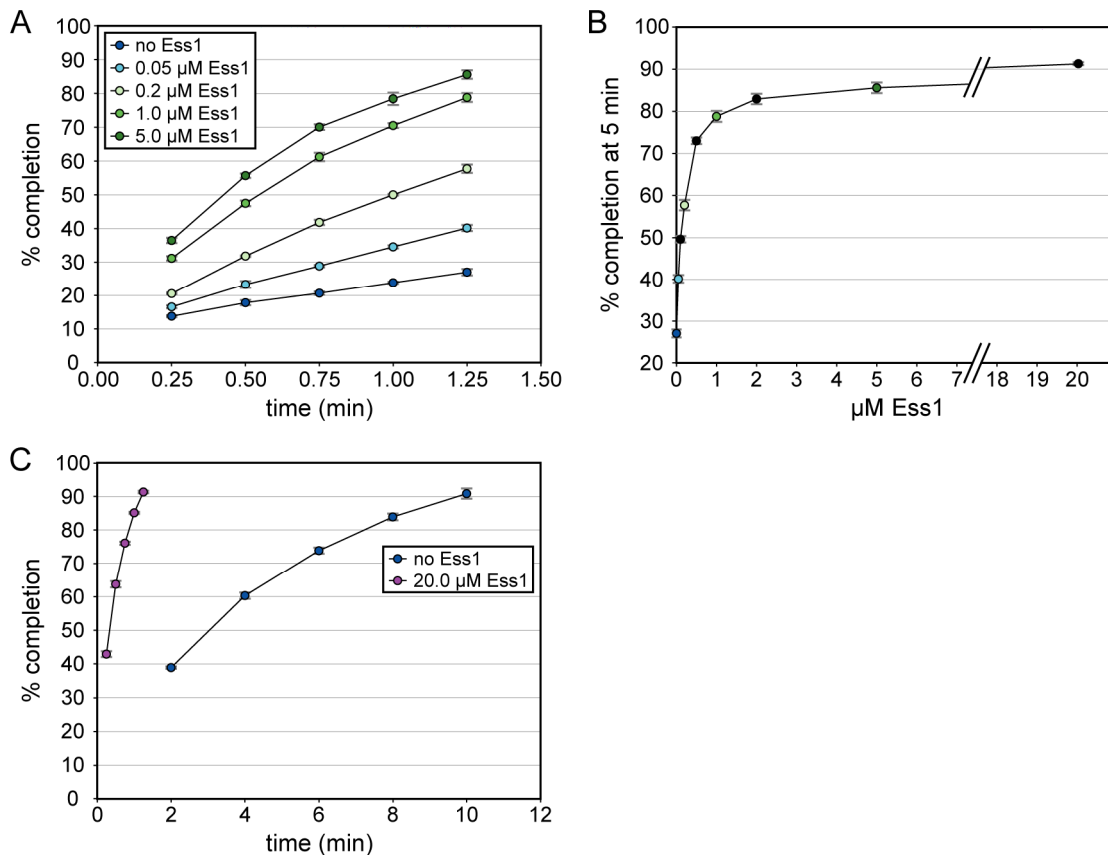 A
100
90
80
70
60
50
40
30
20
10
0
% completion
no Ess1
0.05 µM Ess1
0.2 µM Ess1
1.0 µM Ess1
5.0 µM Ess1
0.00 0.25 0.50 0.75 1.00 1.25 1.50
time (min)
B
100
90
80
70
60
50
40
30
20
% completion at 5 min
0 1 2 3 4 5 6 7 18 19 20
µM Ess1
C
100
90
80
70
60
50
40
30
20
10
0
% completion
no Ess1
20.0 µM Ess1
0 2 4 6 8 10 12
time (min)